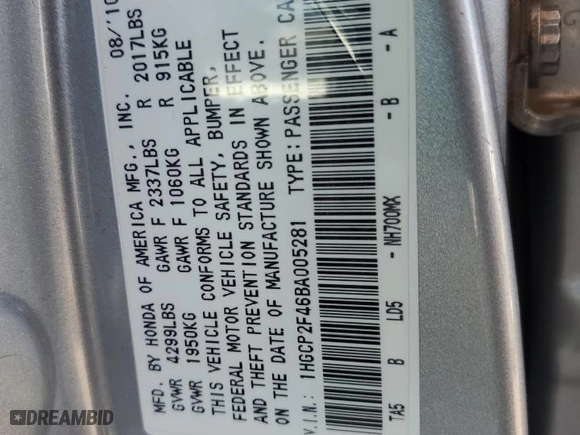 MFD. BY HONDA OF AMERICA MFG., INC. 08/'10
GVWR 4299LBS GAWR F 2337LBS R 2017LBS
GVWR 1950KG GAWR F 1060KG R 915KG
THIS VEHICLE CONFORMS TO ALL APPLICABLE
FEDERAL MOTOR VEHICLE SAFETY, BUMPER,
AND THEFT PREVENTION STANDARDS IN EFFECT
ON THE DATE OF MANUFACTURE SHOWN ABOVE.
V.I.N.: 1HGCP2F46BA005281 TYPE: PASSENGER CA
TA5 B LD5 - NH700MX - B - A
DREAMBID